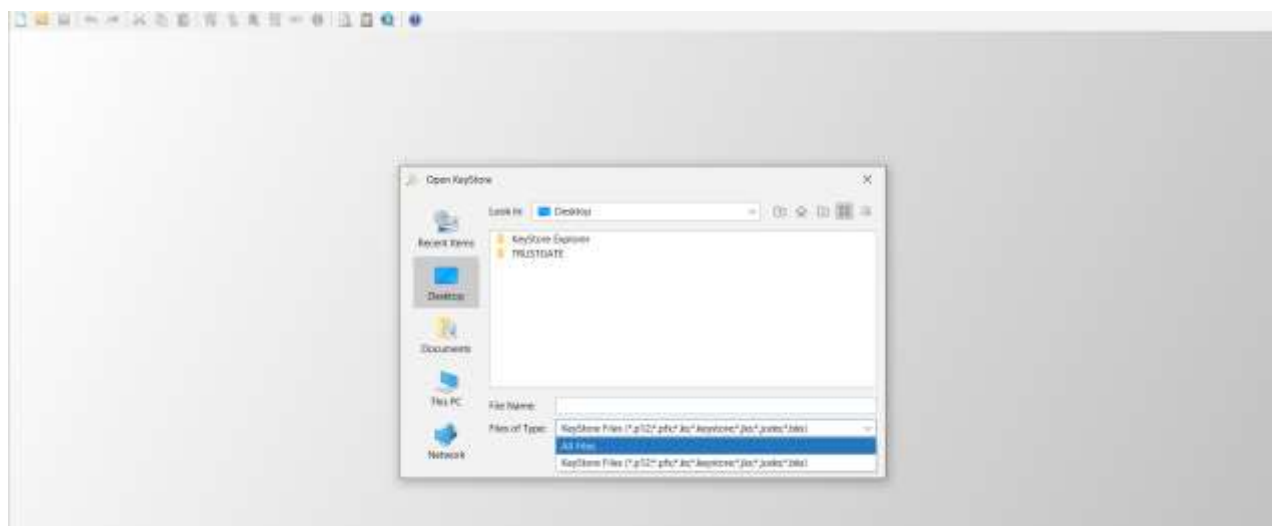 Open KeyStore
Look In: Desktop
Recent Items
KeyStore Explorer
TRUSTGATE
Desktop
Documents
This PC
File Name:
Files of Type: KeyStore Files (*.p12;*.pfx;*.ks;*.keystore;*.jks;*.jceks;*.bks)
All Files
Network
KeyStore Files (*.p12;*.pfx;*.ks;*.keystore;*.jks;*.jceks;*.bks)